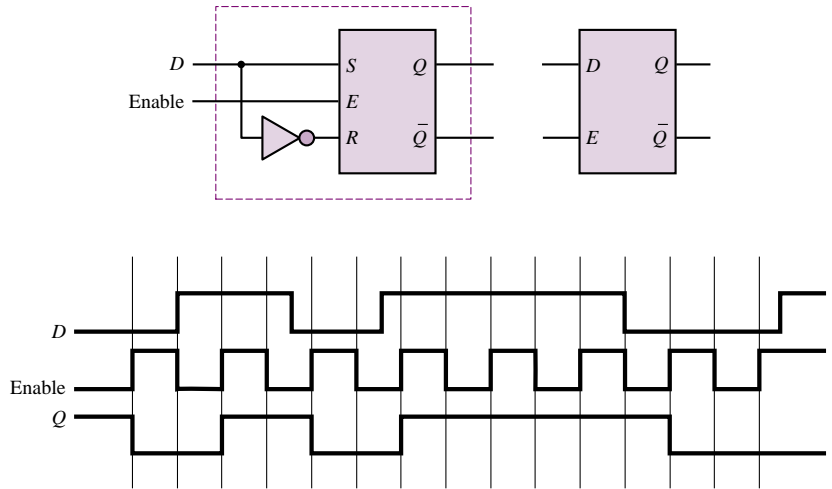 D S Q D Q
Enable E
R Q̅ E Q̅
D
Enable
Q